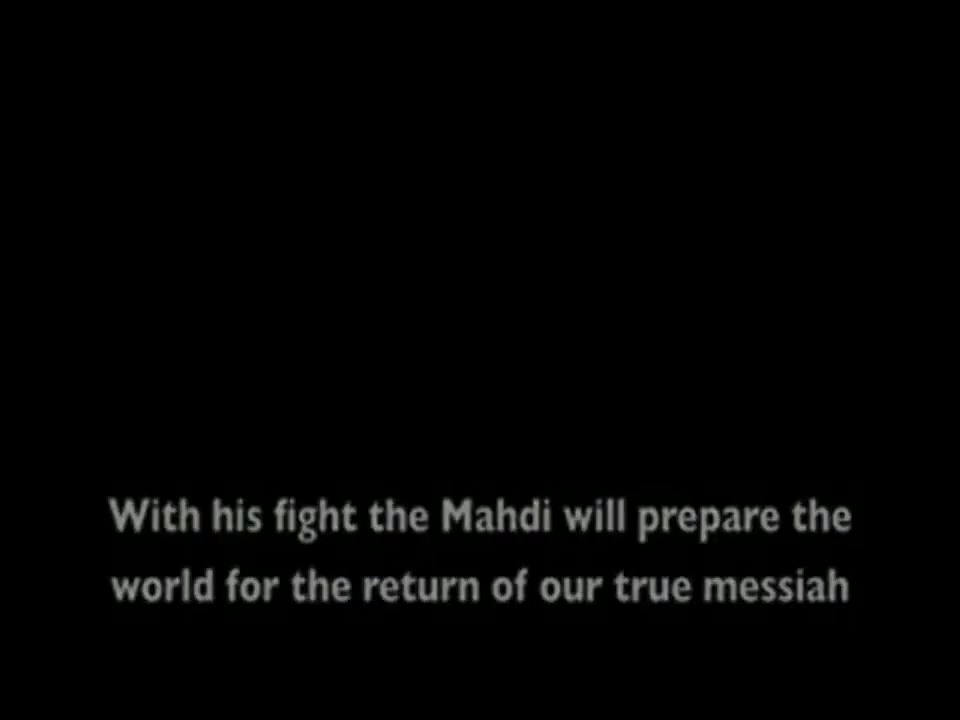 With his fight the Mahdi will prepare the
world for the return of our true messiah